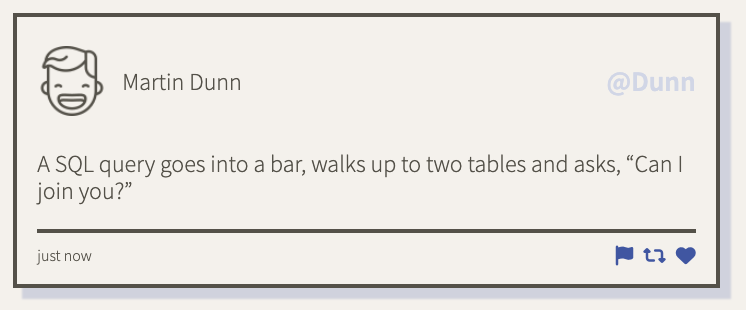 Martin Dunn
@Dunn
A SQL query goes into a bar, walks up to two tables and asks, “Can I
join you?”
just now